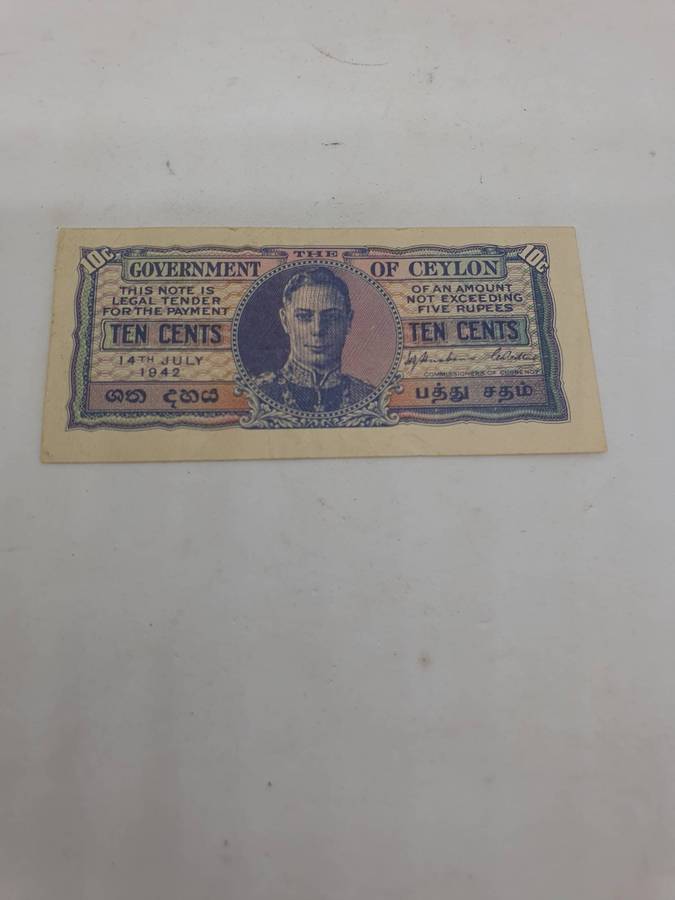 10c THE 10c
GOVERNMENT OF CEYLON
THIS NOTE IS
LEGAL TENDER
FOR THE PAYMENT
OF AN AMOUNT
NOT EXCEEDING
FIVE RUPEES
TEN CENTS TEN CENTS
14TH JULY
1942
COMMISSIONERS OF CURRENCY
ශත දහය பத்து சதம்